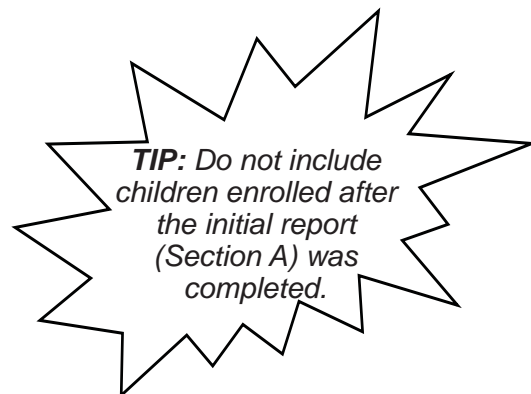 TIP: Do not include
children enrolled after
the initial report
(Section A) was
completed.